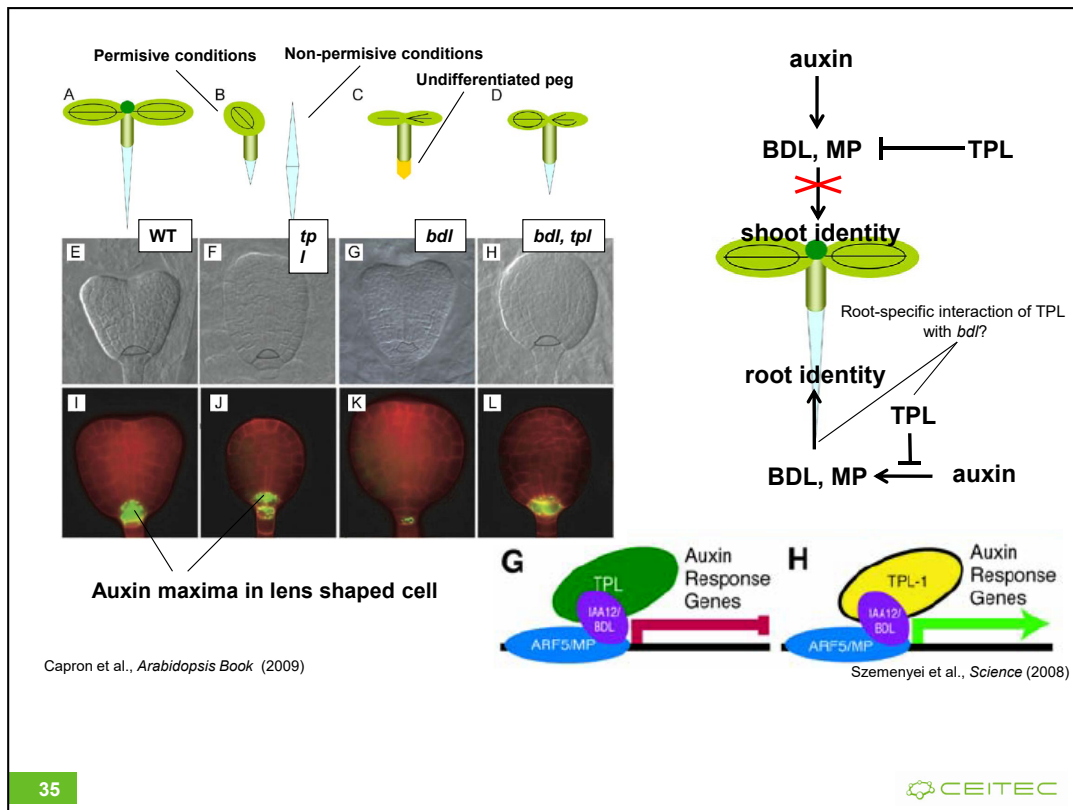 Permisive conditions
Non-permisive conditions
Undifferentiated peg
A
B
C
D
WT
tp
l
bdl
bdl, tpl
E
F
G
H
I
J
K
L
Auxin maxima in lens shaped cell
auxin
BDL, MP
TPL
shoot identity
Root-specific interaction of TPL
with bdl?
root identity
TPL
BDL, MP
auxin
G
TPL
IAA12/
BDL
ARF5/MP
Auxin
Response
Genes
H
TPL-1
IAA12/
BDL
ARF5/MP
Auxin
Response
Genes
Capron et al., Arabidopsis Book (2009)
Szemenyei et al., Science (2008)
35
CEITEC